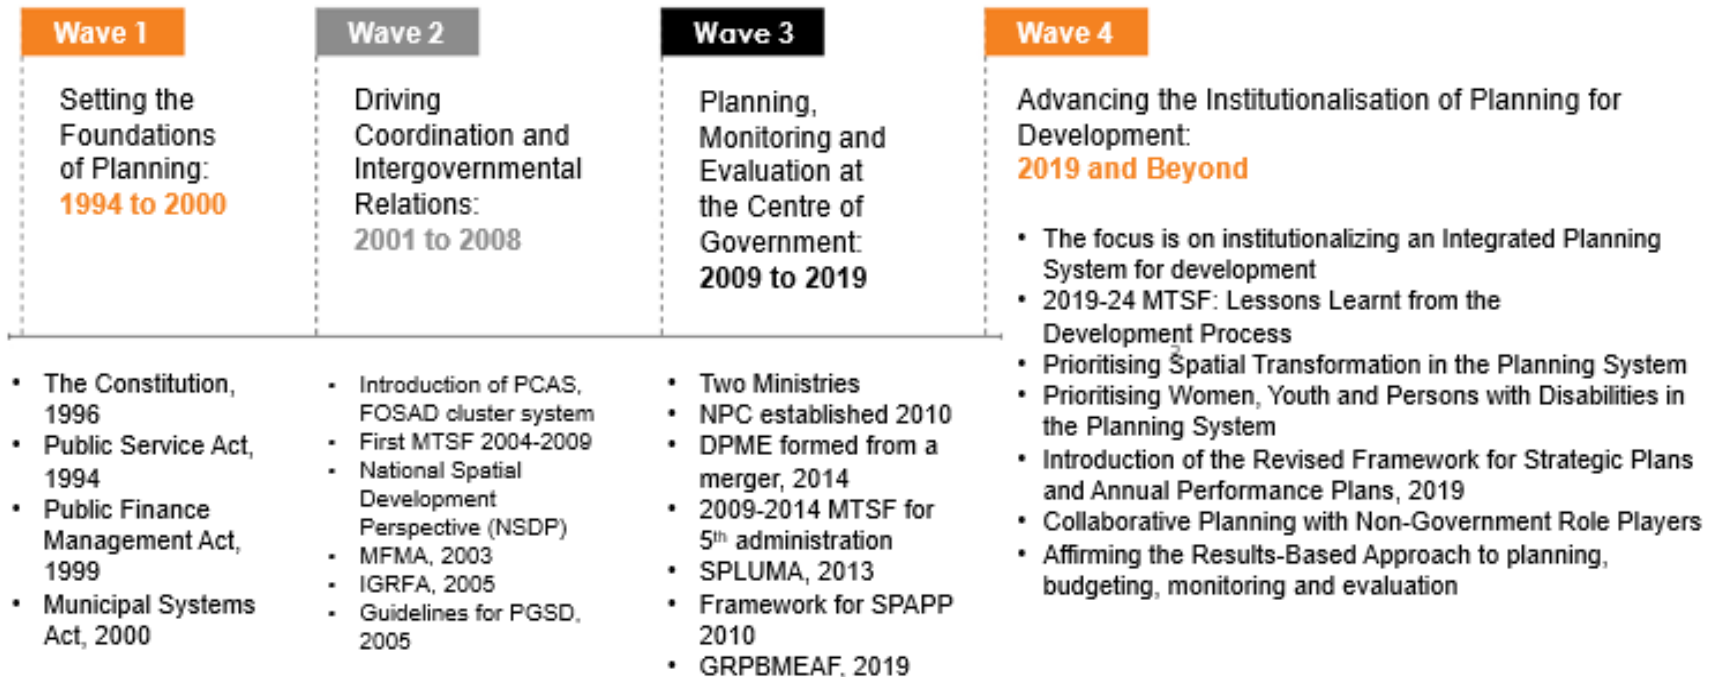 Wave 1
Setting the
Foundations
of Planning:
1994 to 2000
• The Constitution,
1996
• Public Service Act,
1994
• Public Finance
Management Act,
1999
• Municipal Systems
Act, 2000
Wave 2
Driving
Coordination and
Intergovernmental
Relations:
2001 to 2008
• Introduction of PCAS,
FOSAD cluster system
• First MTSF 2004-2009
• National Spatial
Development
Perspective (NSDP)
• MFMA, 2003
• IGRFA, 2005
• Guidelines for PGSD,
2005
Wave 3
Planning,
Monitoring and
Evaluation at
the Centre of
Government:
2009 to 2019
• Two Ministries
• NPC established 2010
• DPME formed from a
merger, 2014
• 2009-2014 MTSF for
5th administration
• SPLUMA, 2013
• Framework for SPAPP
2010
• GRPBMEAF, 2019
Wave 4
Advancing the Institutionalisation of Planning for
Development:
2019 and Beyond
• The focus is on institutionalizing an Integrated Planning
System for development
• 2019-24 MTSF: Lessons Learnt from the
Development Process
• Prioritising Spatial Transformation in the Planning System
• Prioritising Women, Youth and Persons with Disabilities in
the Planning System
• Introduction of the Revised Framework for Strategic Plans
and Annual Performance Plans, 2019
• Collaborative Planning with Non-Government Role Players
• Affirming the Results-Based Approach to planning,
budgeting, monitoring and evaluation